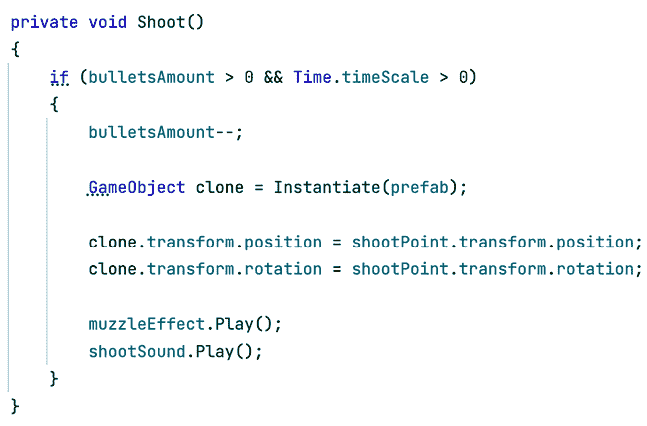 private void Shoot()
{
if (bulletsAmount > 0 && Time.timeScale > 0)
{
bulletsAmount--;
GameObject clone = Instantiate(prefab);
clone.transform.position = shootPoint.transform.position;
clone.transform.rotation = shootPoint.transform.rotation;
muzzleEffect.Play();
shootSound.Play();
}
}